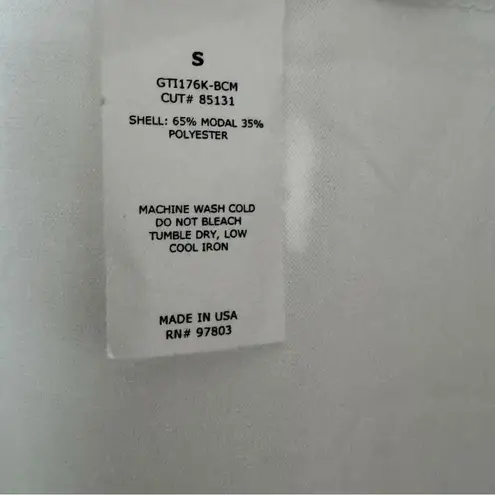 S
GTI176K-BCM
CUT# 85131
SHELL: 65% MODAL 35%
POLYESTER
MACHINE WASH COLD
DO NOT BLEACH
TUMBLE DRY, LOW
COOL IRON
MADE IN USA
RN# 97803